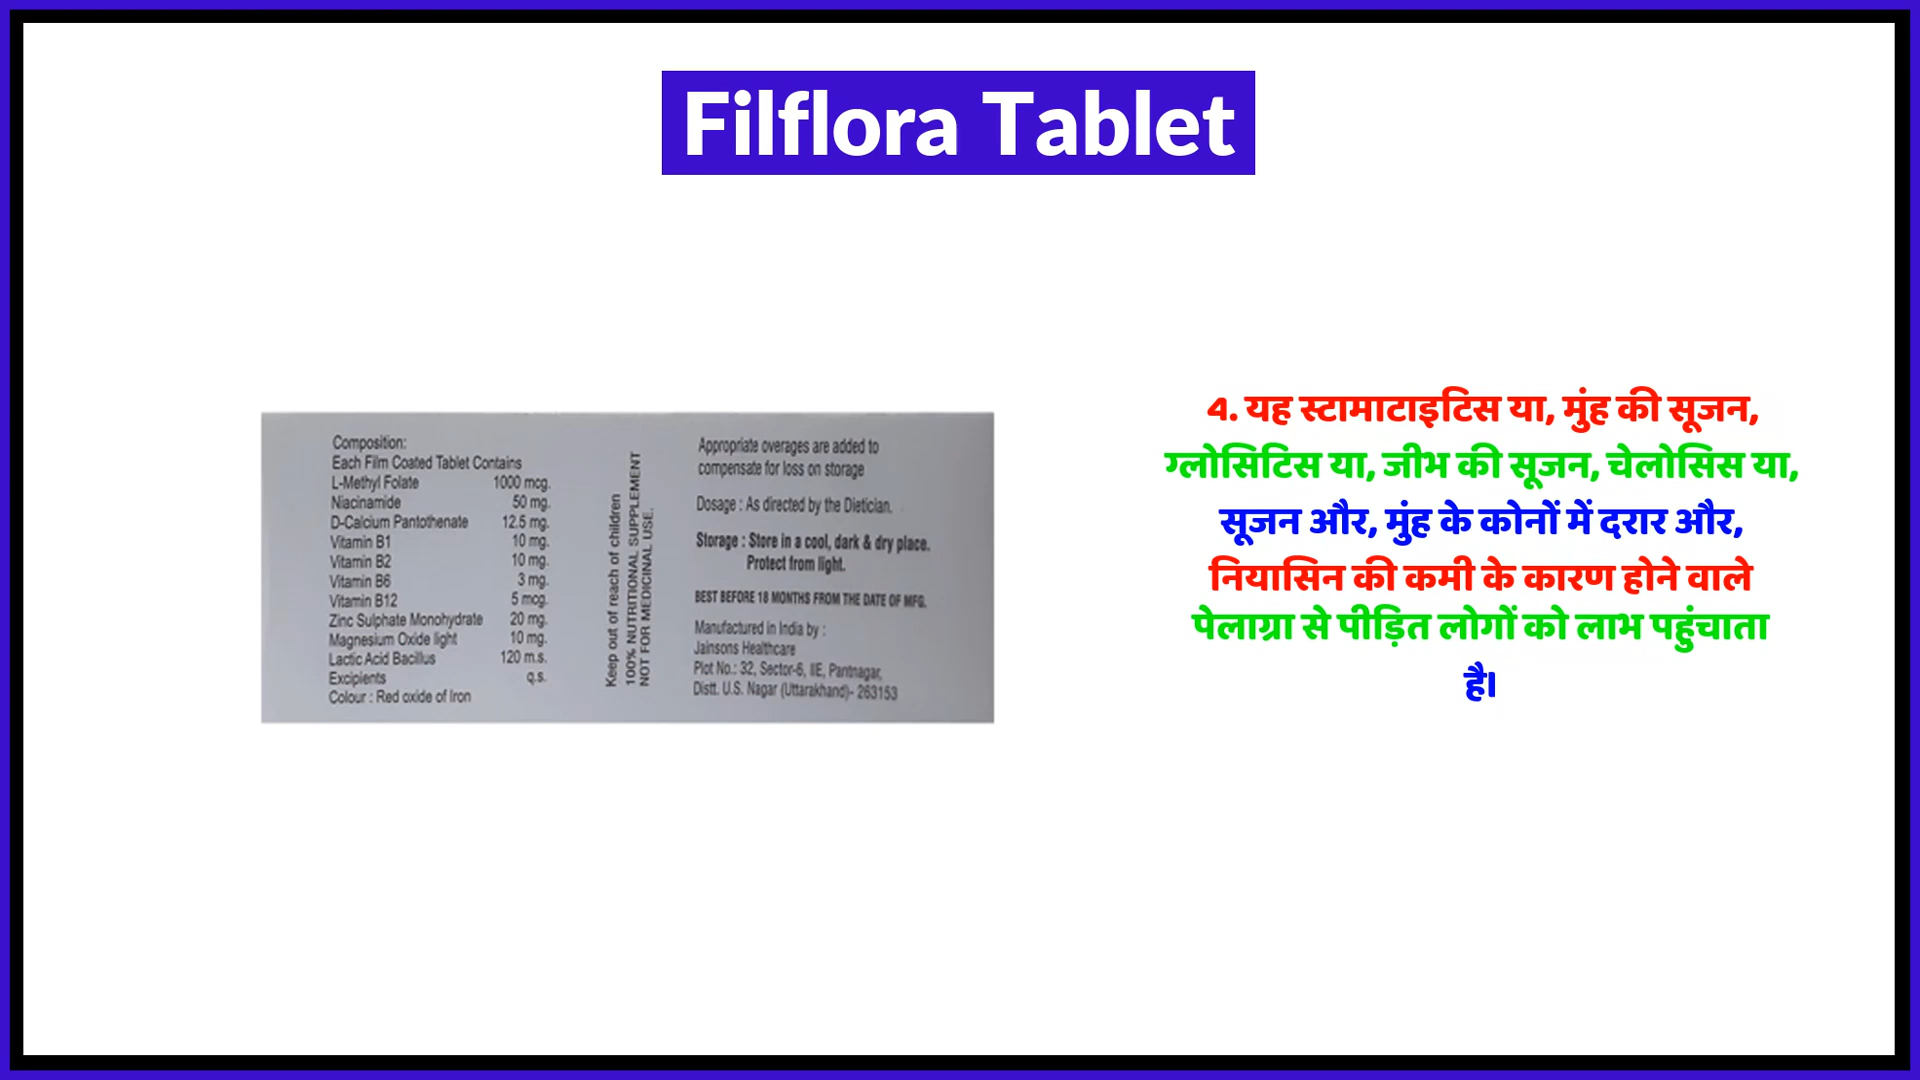 Filflora Tablet
Composition:
Each Film Coated Tablet Contains
L-Methyl Folate 1000 mcg.
Niacinamide 50 mg.
D-Calcium Pantothenate 12.5 mg.
Vitamin B1 10 mg.
Vitamin B2 10 mg.
Vitamin B6 3 mg.
Vitamin B12 5 mcg.
Zinc Sulphate Monohydrate 20 mg.
Magnesium Oxide light 10 mg.
Lactic Acid Bacillus 120 m.s.
Excipients q.s.
Colour : Red oxide of Iron
Keep out of reach of children
100% NUTRITIONAL SUPPLEMENT
NOT FOR MEDICINAL USE.
Appropriate overages are added to
compensate for loss on storage
Dosage : As directed by the Dietician.
Storage : Store in a cool, dark & dry place.
Protect from light.
BEST BEFORE 18 MONTHS FROM THE DATE OF MFG.
Manufactured in India by :
Jainsons Healthcare
Plot No.: 32, Sector-6, IIE, Pantnagar,
Distt. U.S. Nagar (Uttarakhand)- 263153
4. यह स्टामाटाइटिस या, मुंह की सूजन,
ग्लोसिटिस या, जीभ की सूजन, चेलोसिस या,
सूजन और, मुंह के कोनों में दरार और,
नियासिन की कमी के कारण होने वाले
पेलाग्रा से पीड़ित लोगों को लाभ पहुंचाता
है।